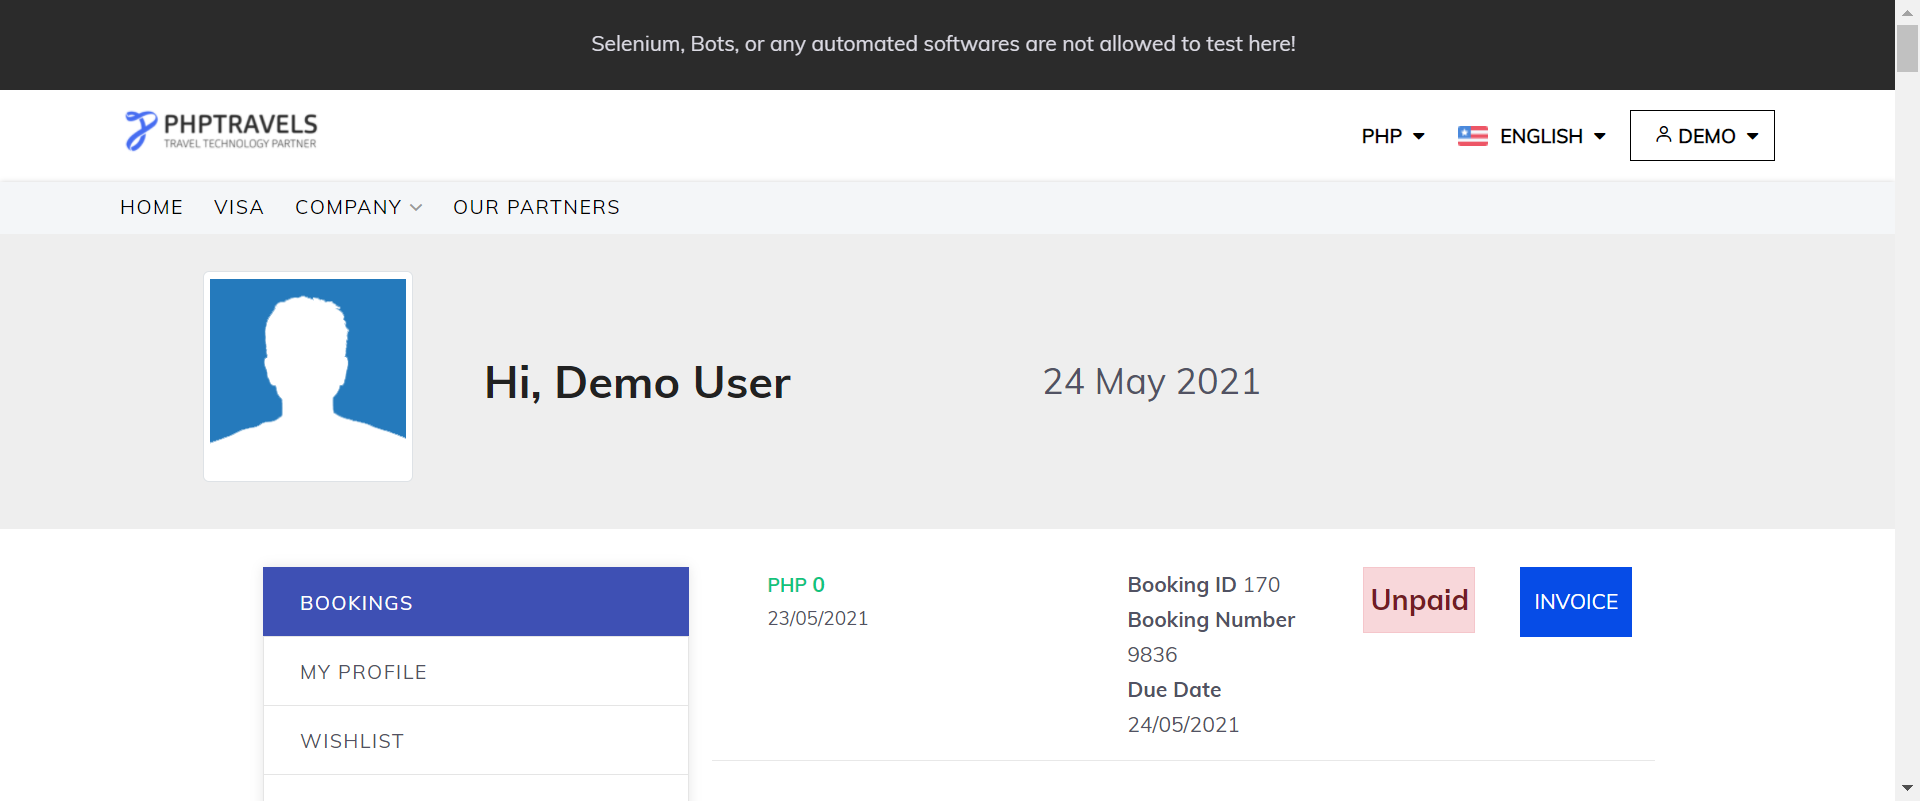 Selenium, Bots, or any automated softwares are not allowed to test here!
PHPTRAVELS
TRAVEL TECHNOLOGY PARTNER
PHP
ENGLISH
DEMO
HOME
VISA
COMPANY
OUR PARTNERS
Hi, Demo User
24 May 2021
BOOKINGS
MY PROFILE
WISHLIST
PHP 0
23/05/2021
Booking ID 170
Booking Number
9836
Due Date
24/05/2021
Unpaid
INVOICE